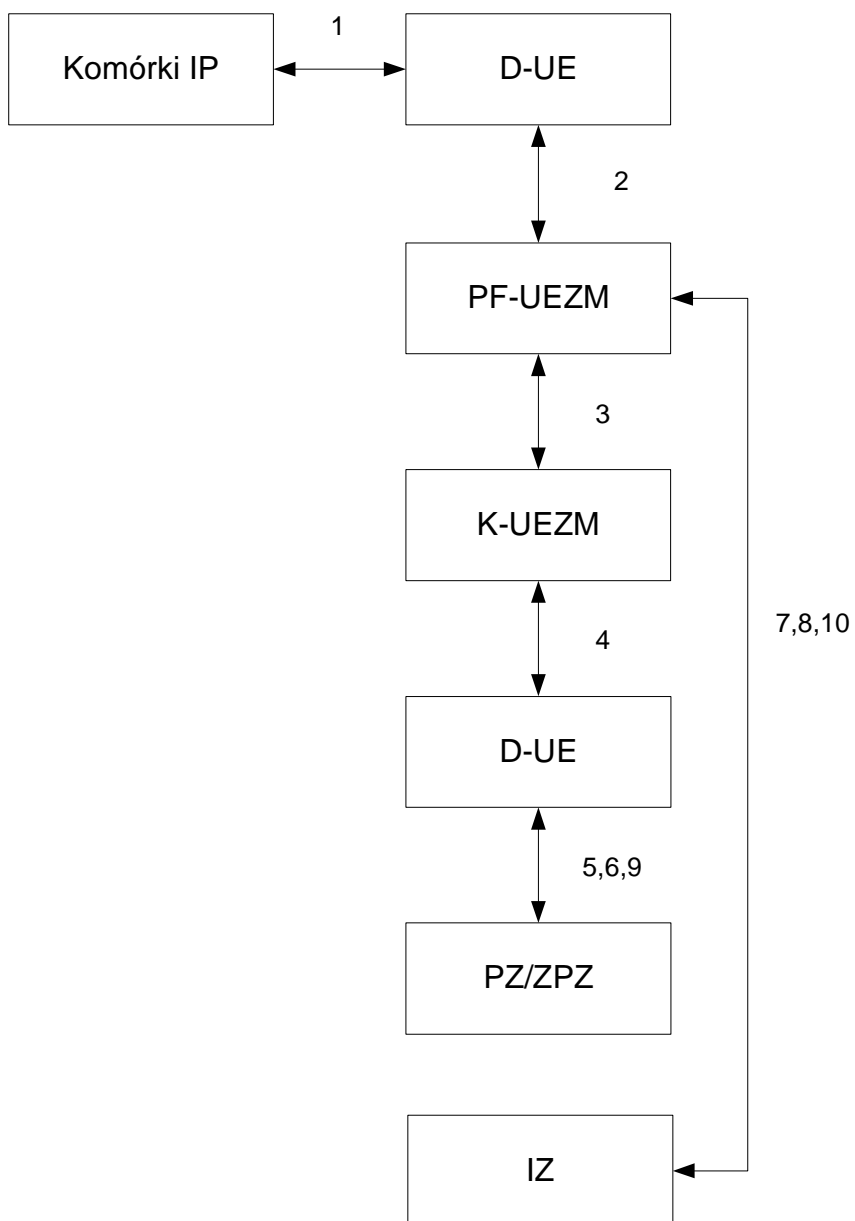 1
Komórki IP
D-UE
2
PF-UEZM
3
K-UEZM
7,8,10
4
D-UE
5,6,9
PZ/ZPZ
IZ